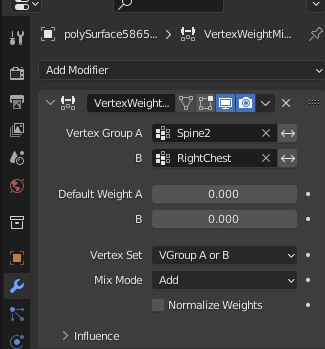 polySurface5865...
VertexWeightMi...
Add Modifier
VertexWeight...
Vertex Group A Spine2
B RightChest
Default Weight A 0.000
B 0.000
Vertex Set VGroup A or B
Mix Mode Add
Normalize Weights
Influence